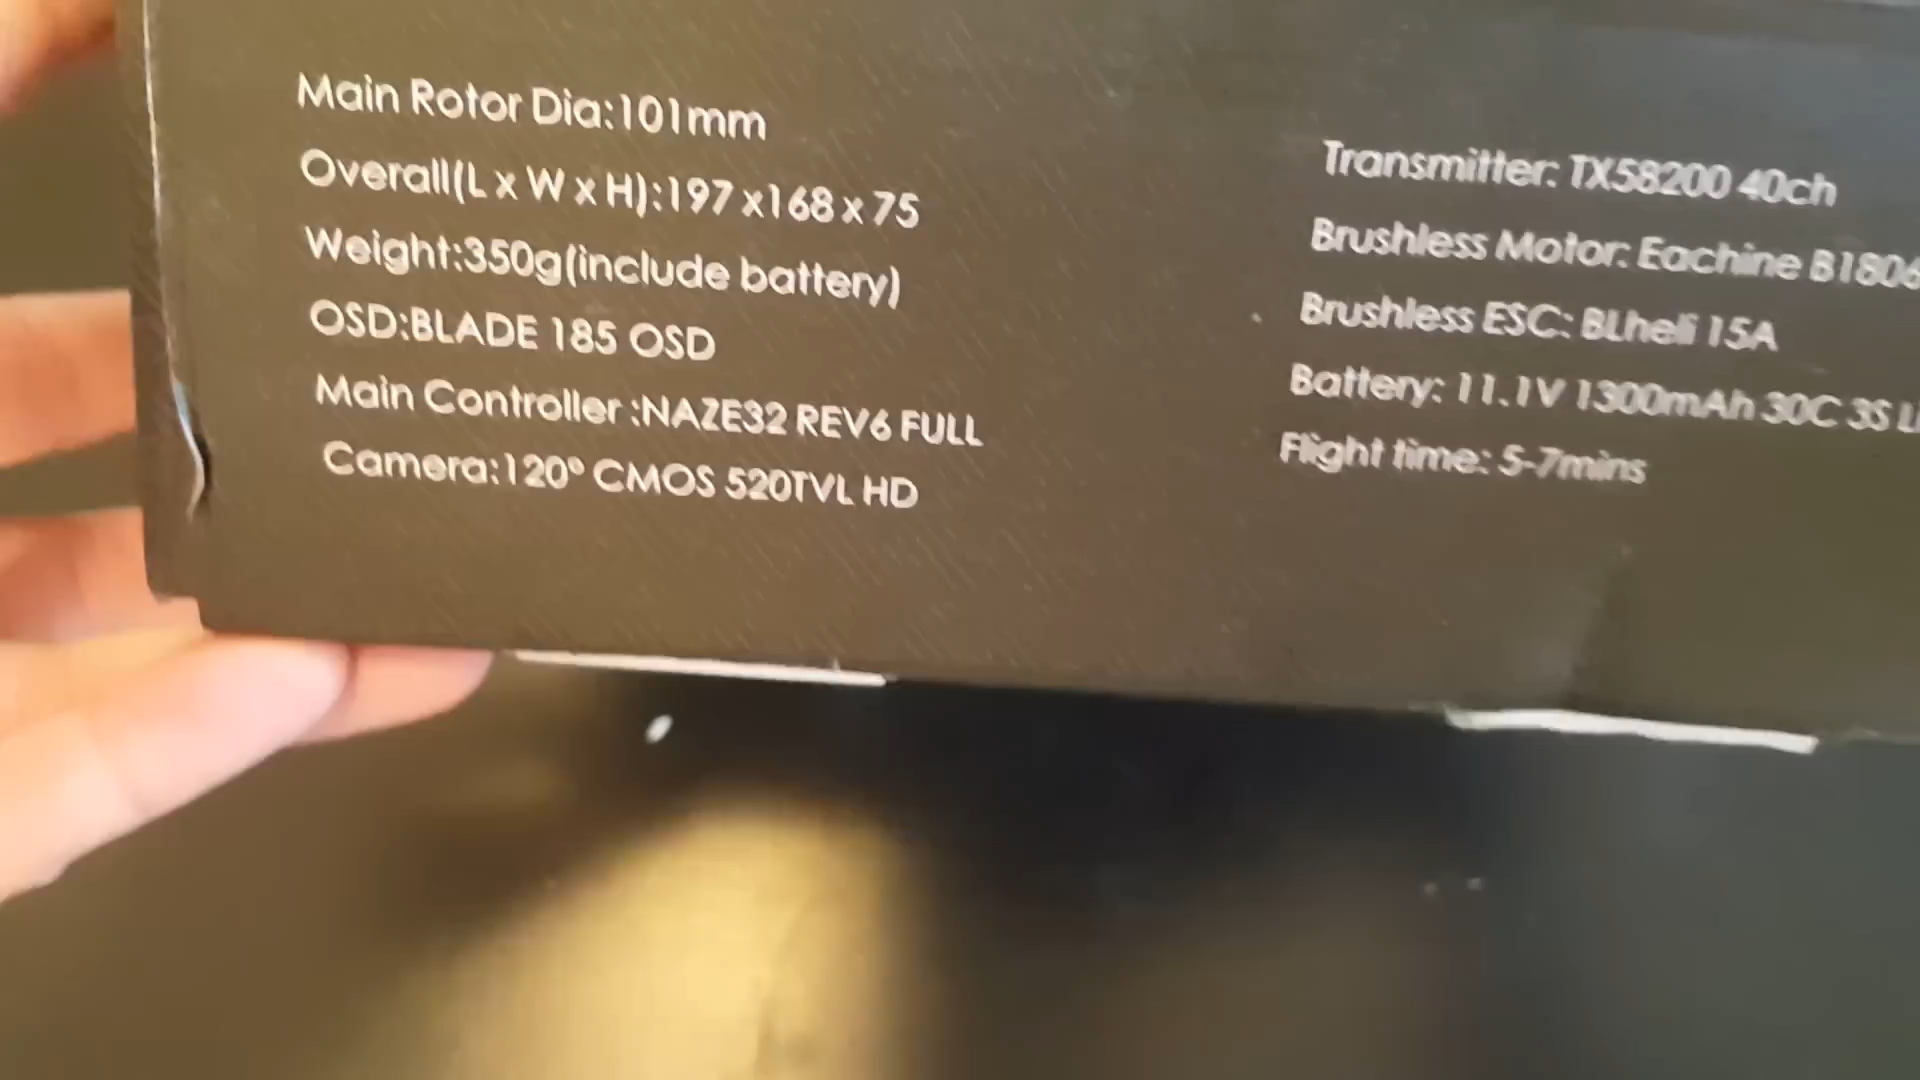 Main Rotor Dia:101mm
Overall(L x W x H):197 x168 x 75
Weight:350g(include battery)
OSD:BLADE 185 OSD
Main Controller :NAZE32 REV6 FULL
Camera:120° CMOS 520TVL HD
Transmitter: TX58200 40ch
Brushless Motor: Eachine B1806
Brushless ESC: BLheli 15A
Battery: 11.1V 1300mAh 30C 3S
Flight time: 5-7mins